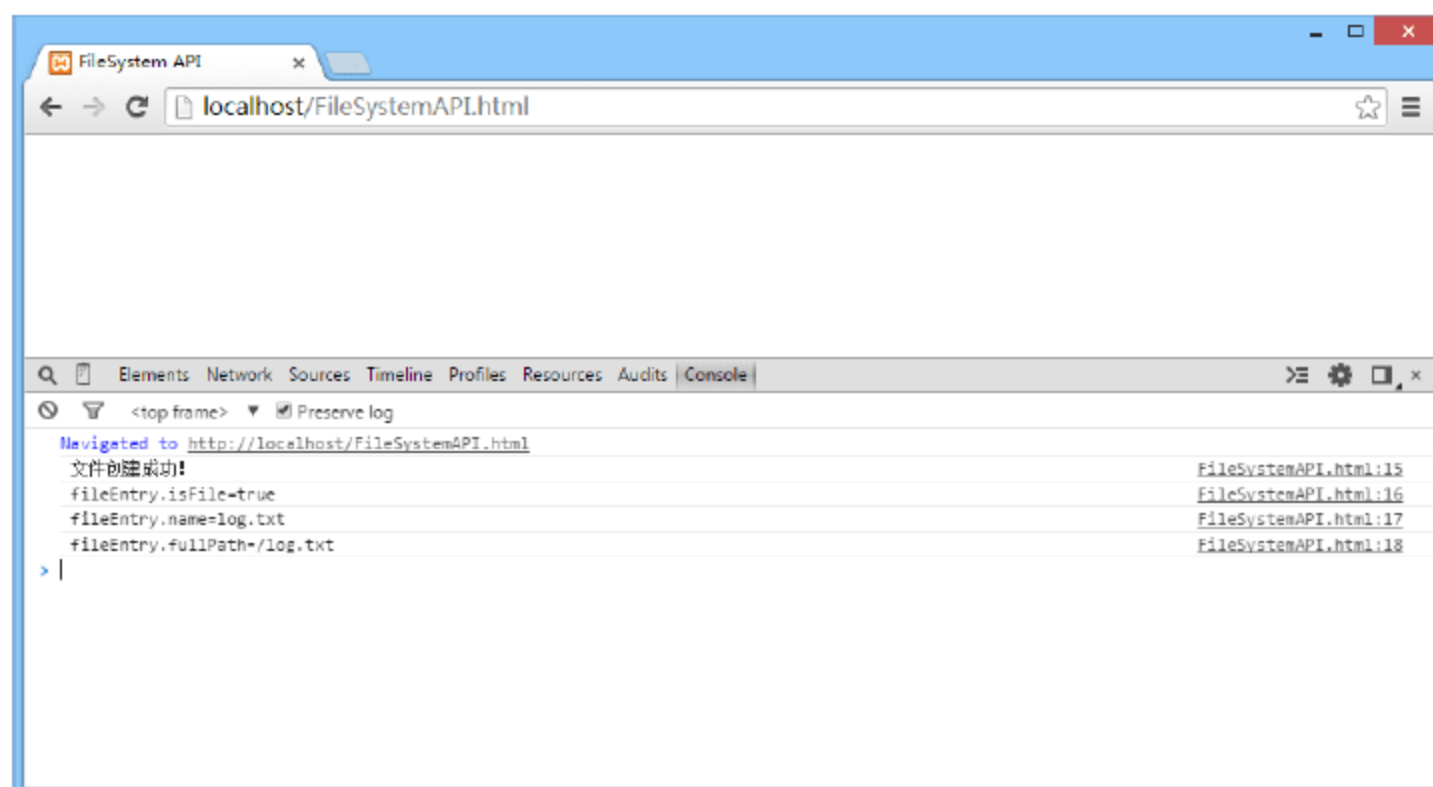 FileSystem API
localhost/FileSystemAPI.html
Elements Network Sources Timeline Profiles Resources Audits Console
<top frame> ▼ Preserve log
Navigated to http://localhost/FileSystemAPI.html
文件创建成功! FileSystemAPI.html:15
fileEntry.isFile=true FileSystemAPI.html:16
fileEntry.name=log.txt FileSystemAPI.html:17
fileEntry.fullPath=/log.txt FileSystemAPI.html:18
>